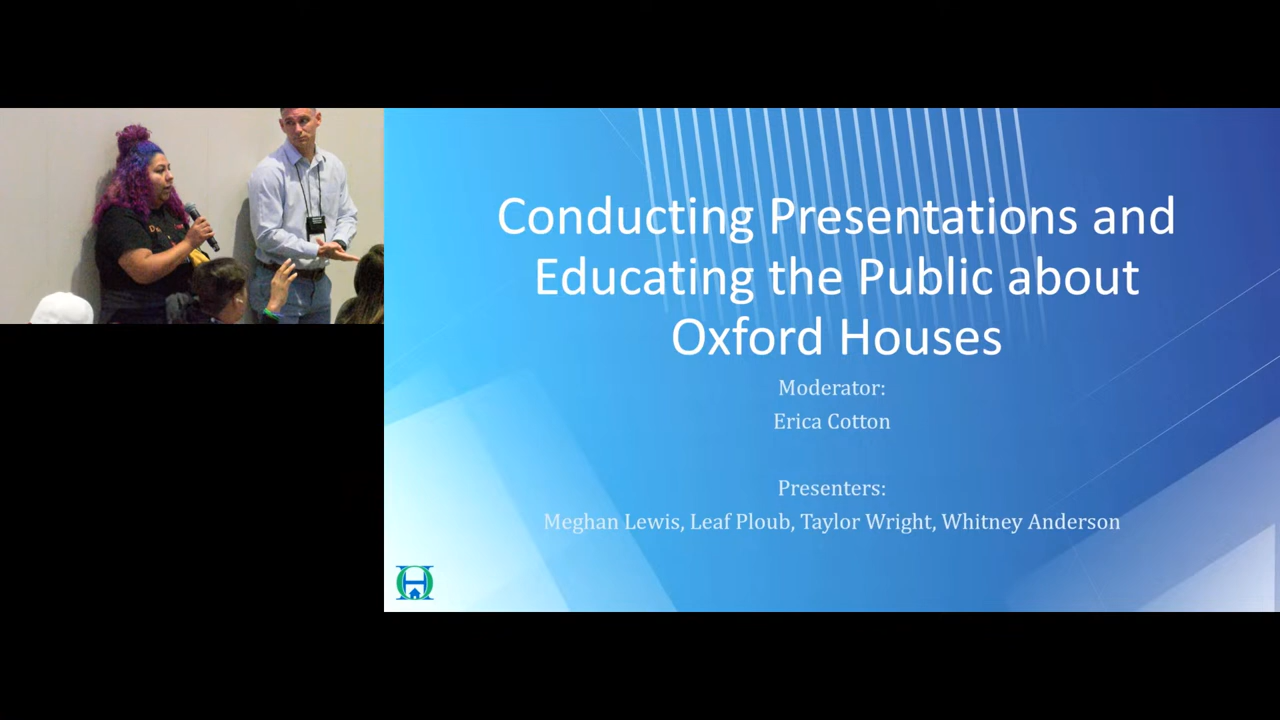 Conducting Presentations and
Educating the Public about
Oxford Houses
Moderator:
Erica Cotton
Presenters:
Meghan Lewis, Leaf Ploub, Taylor Wright, Whitney Anderson